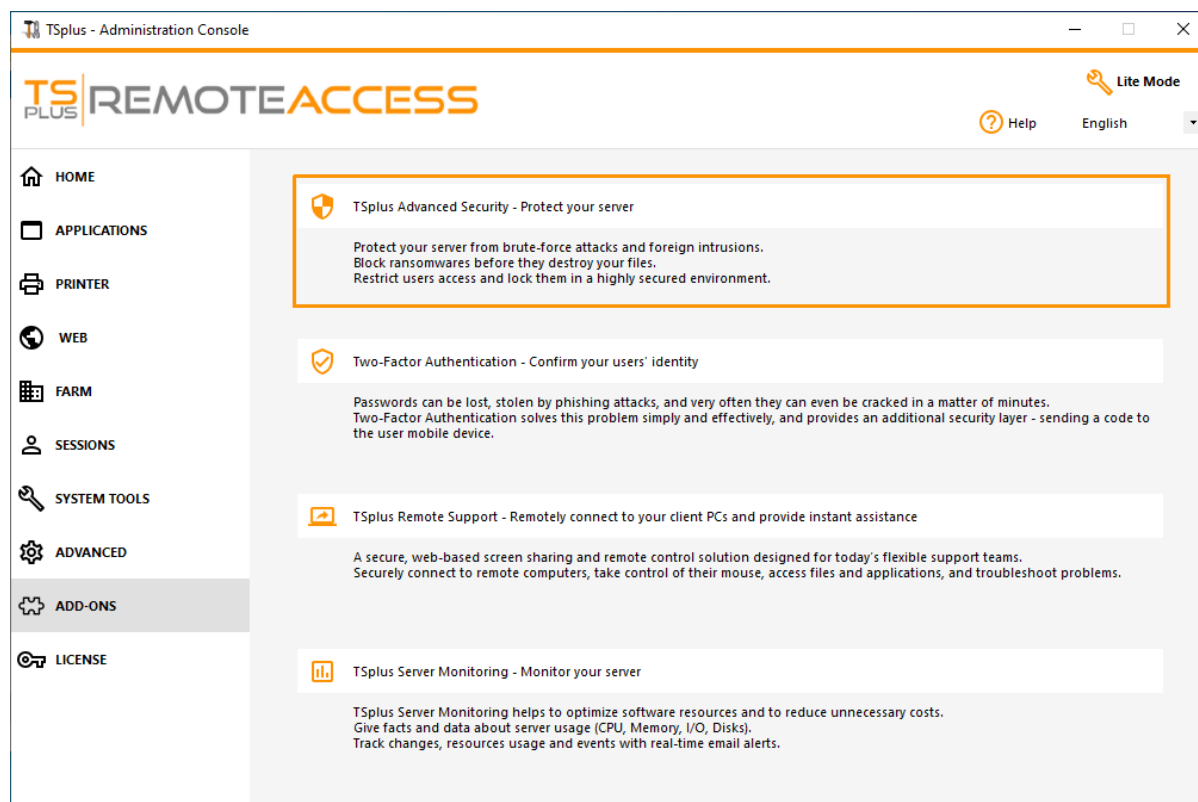 TSplus - Administration Console
TS PLUS REMOTEACCESS
Lite Mode
Help
English
HOME
APPLICATIONS
PRINTER
WEB
FARM
SESSIONS
SYSTEM TOOLS
ADVANCED
ADD-ONS
LICENSE
TSplus Advanced Security - Protect your server
Protect your server from brute-force attacks and foreign intrusions.
Block ransomwares before they destroy your files.
Restrict users access and lock them in a highly secured environment.
Two-Factor Authentication - Confirm your users' identity
Passwords can be lost, stolen by phishing attacks, and very often they can even be cracked in a matter of minutes.
Two-Factor Authentication solves this problem simply and effectively, and provides an additional security layer - sending a code to
the user mobile device.
TSplus Remote Support - Remotely connect to your client PCs and provide instant assistance
A secure, web-based screen sharing and remote control solution designed for today's flexible support teams.
Securely connect to remote computers, take control of their mouse, access files and applications, and troubleshoot problems.
TSplus Server Monitoring - Monitor your server
TSplus Server Monitoring helps to optimize software resources and to reduce unnecessary costs.
Give facts and data about server usage (CPU, Memory, I/O, Disks).
Track changes, resources usage and events with real-time email alerts.